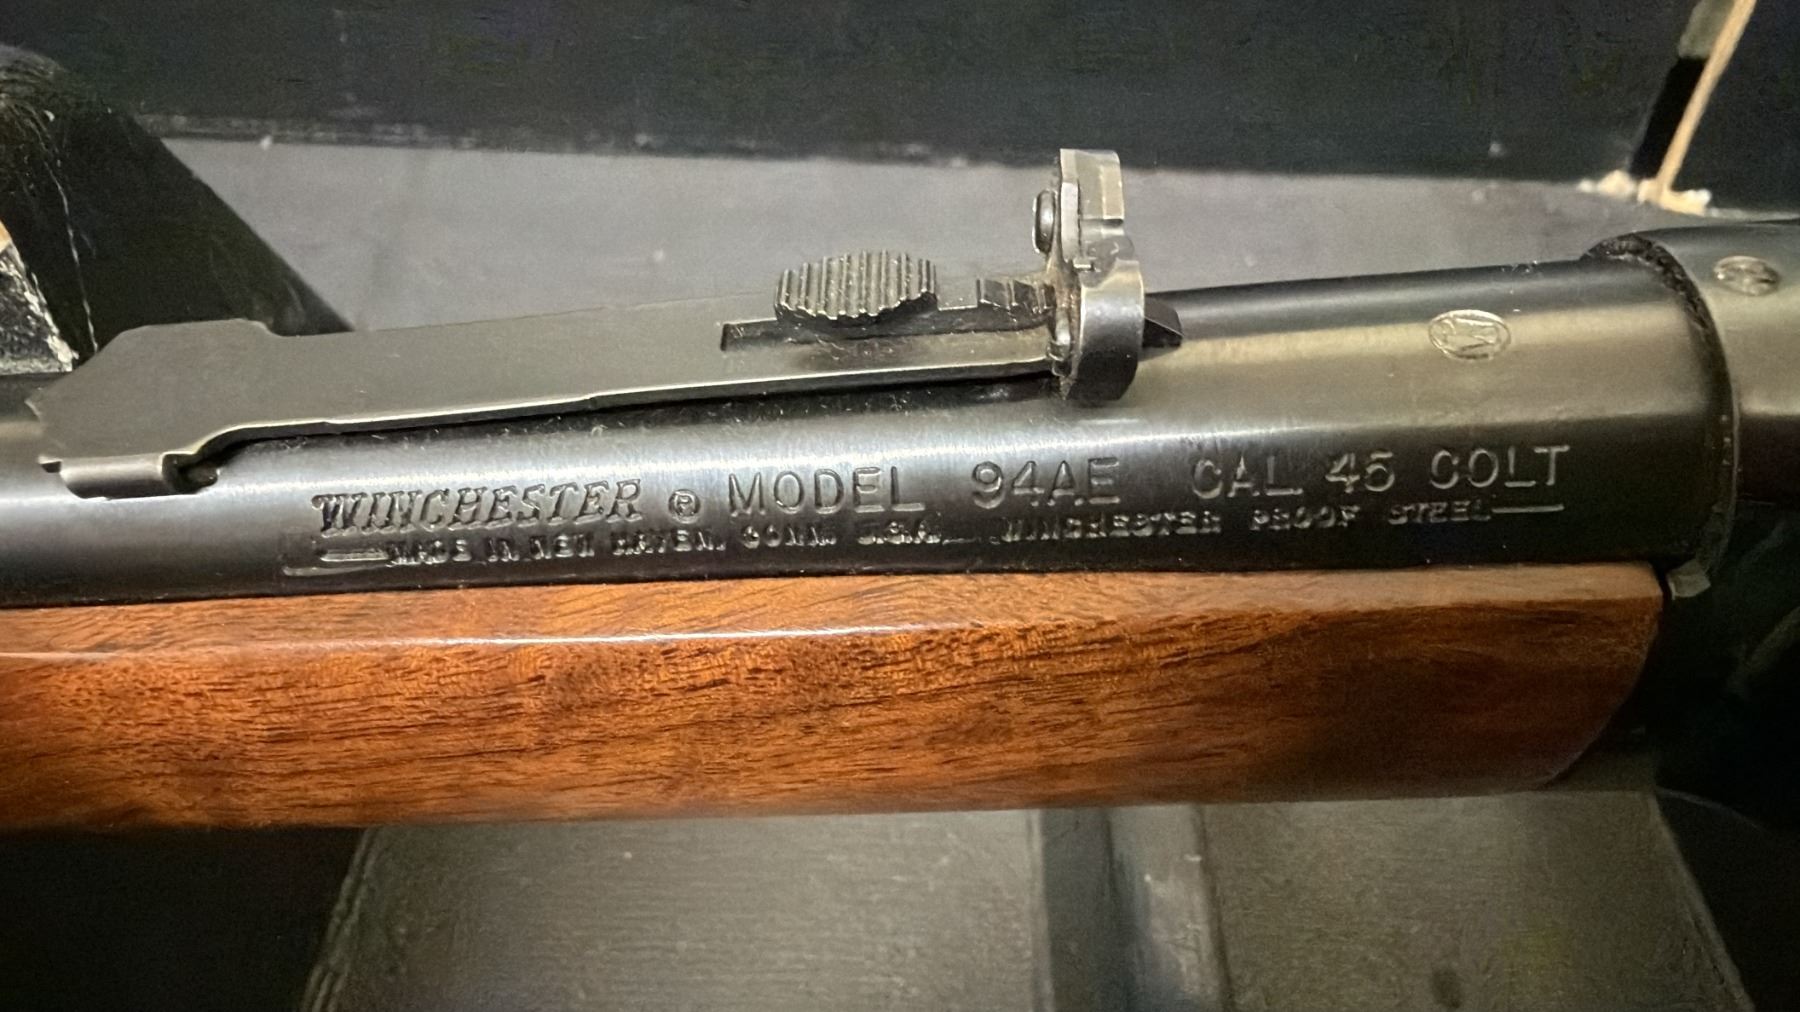 WINCHESTER ® MODEL 94AE CAL. 45 COLT
MADE IN NEW HAVEN, CONN. U.S.A. WINCHESTER PROOF STEEL